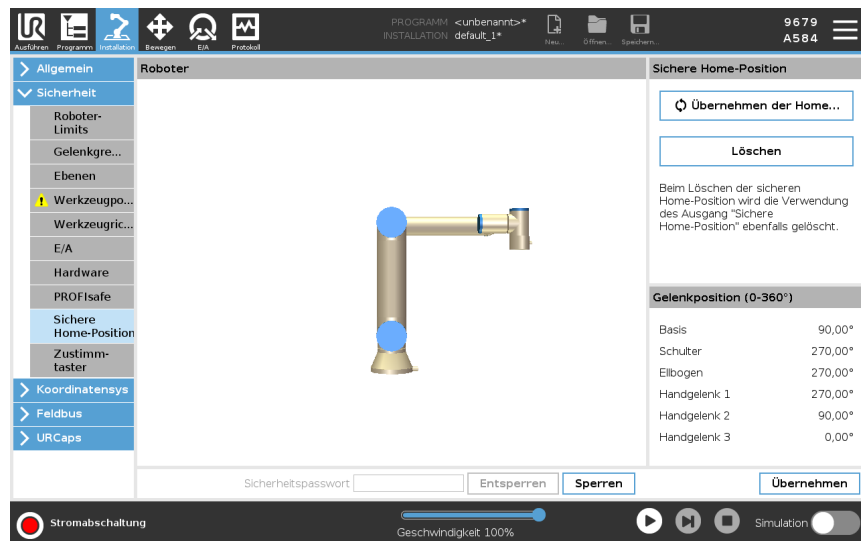 PROGRAMM <unbenannt>*
INSTALLATION default_1*
Ausführen
Programm
Installation
Bewegen
E/A
Protokoll
Neu...
Öffnen...
Speichern...
9679
A584
Allgemein
Sicherheit
Roboter-
Limits
Gelenkgre...
Ebenen
Werkzeugpo...
Werkzeugric...
E/A
Hardware
PROFIsafe
Sichere
Home-Position
Zustimm-
taster
Koordinatensys
Feldbus
URCaps
Roboter
Sichere Home-Position
Übernehmen der Home...
Löschen
Beim Löschen der sicheren
Home-Position wird die Verwendung
des Ausgang "Sichere
Home-Position" ebenfalls gelöscht.
Gelenkposition (0-360°)
Basis 90,00°
Schulter 270,00°
Ellbogen 270,00°
Handgelenk 1 270,00°
Handgelenk 2 90,00°
Handgelenk 3 0,00°
Sicherheitspasswort
Entsperren
Sperren
Übernehmen
Stromabschaltung
Geschwindigkeit 100%
Simulation